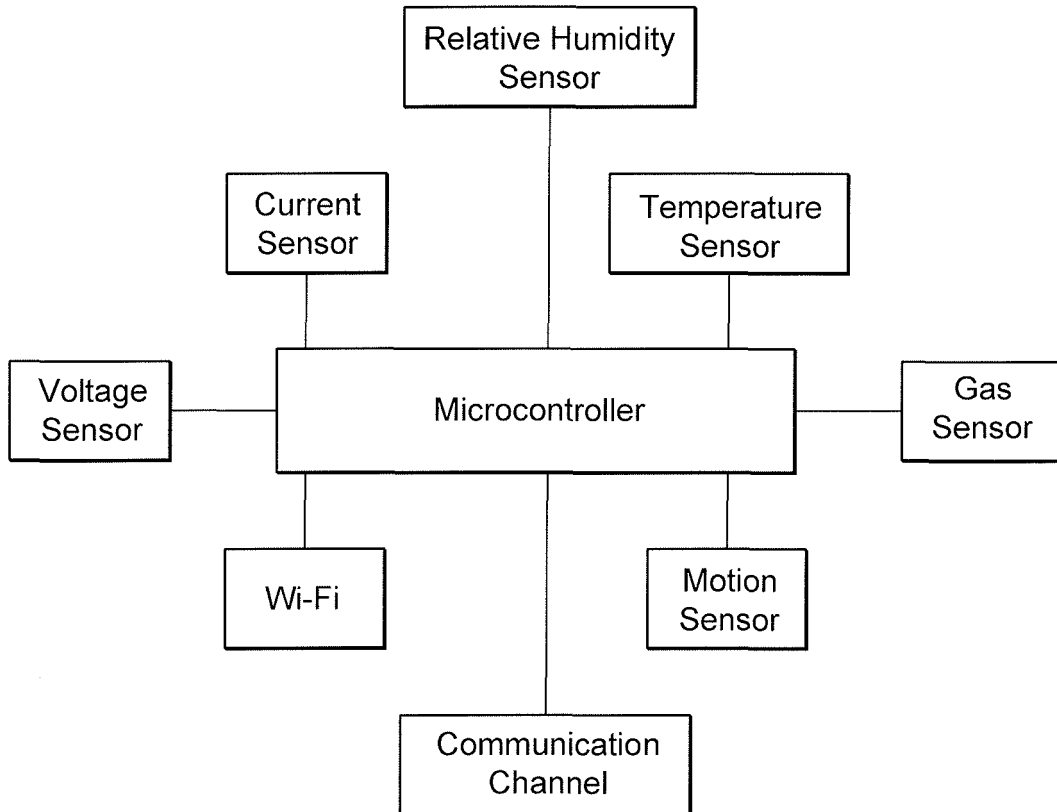 Relative Humidity
Sensor
Current
Sensor
Temperature
Sensor
Voltage
Sensor
Microcontroller
Gas
Sensor
Wi-Fi
Motion
Sensor
Communication
Channel